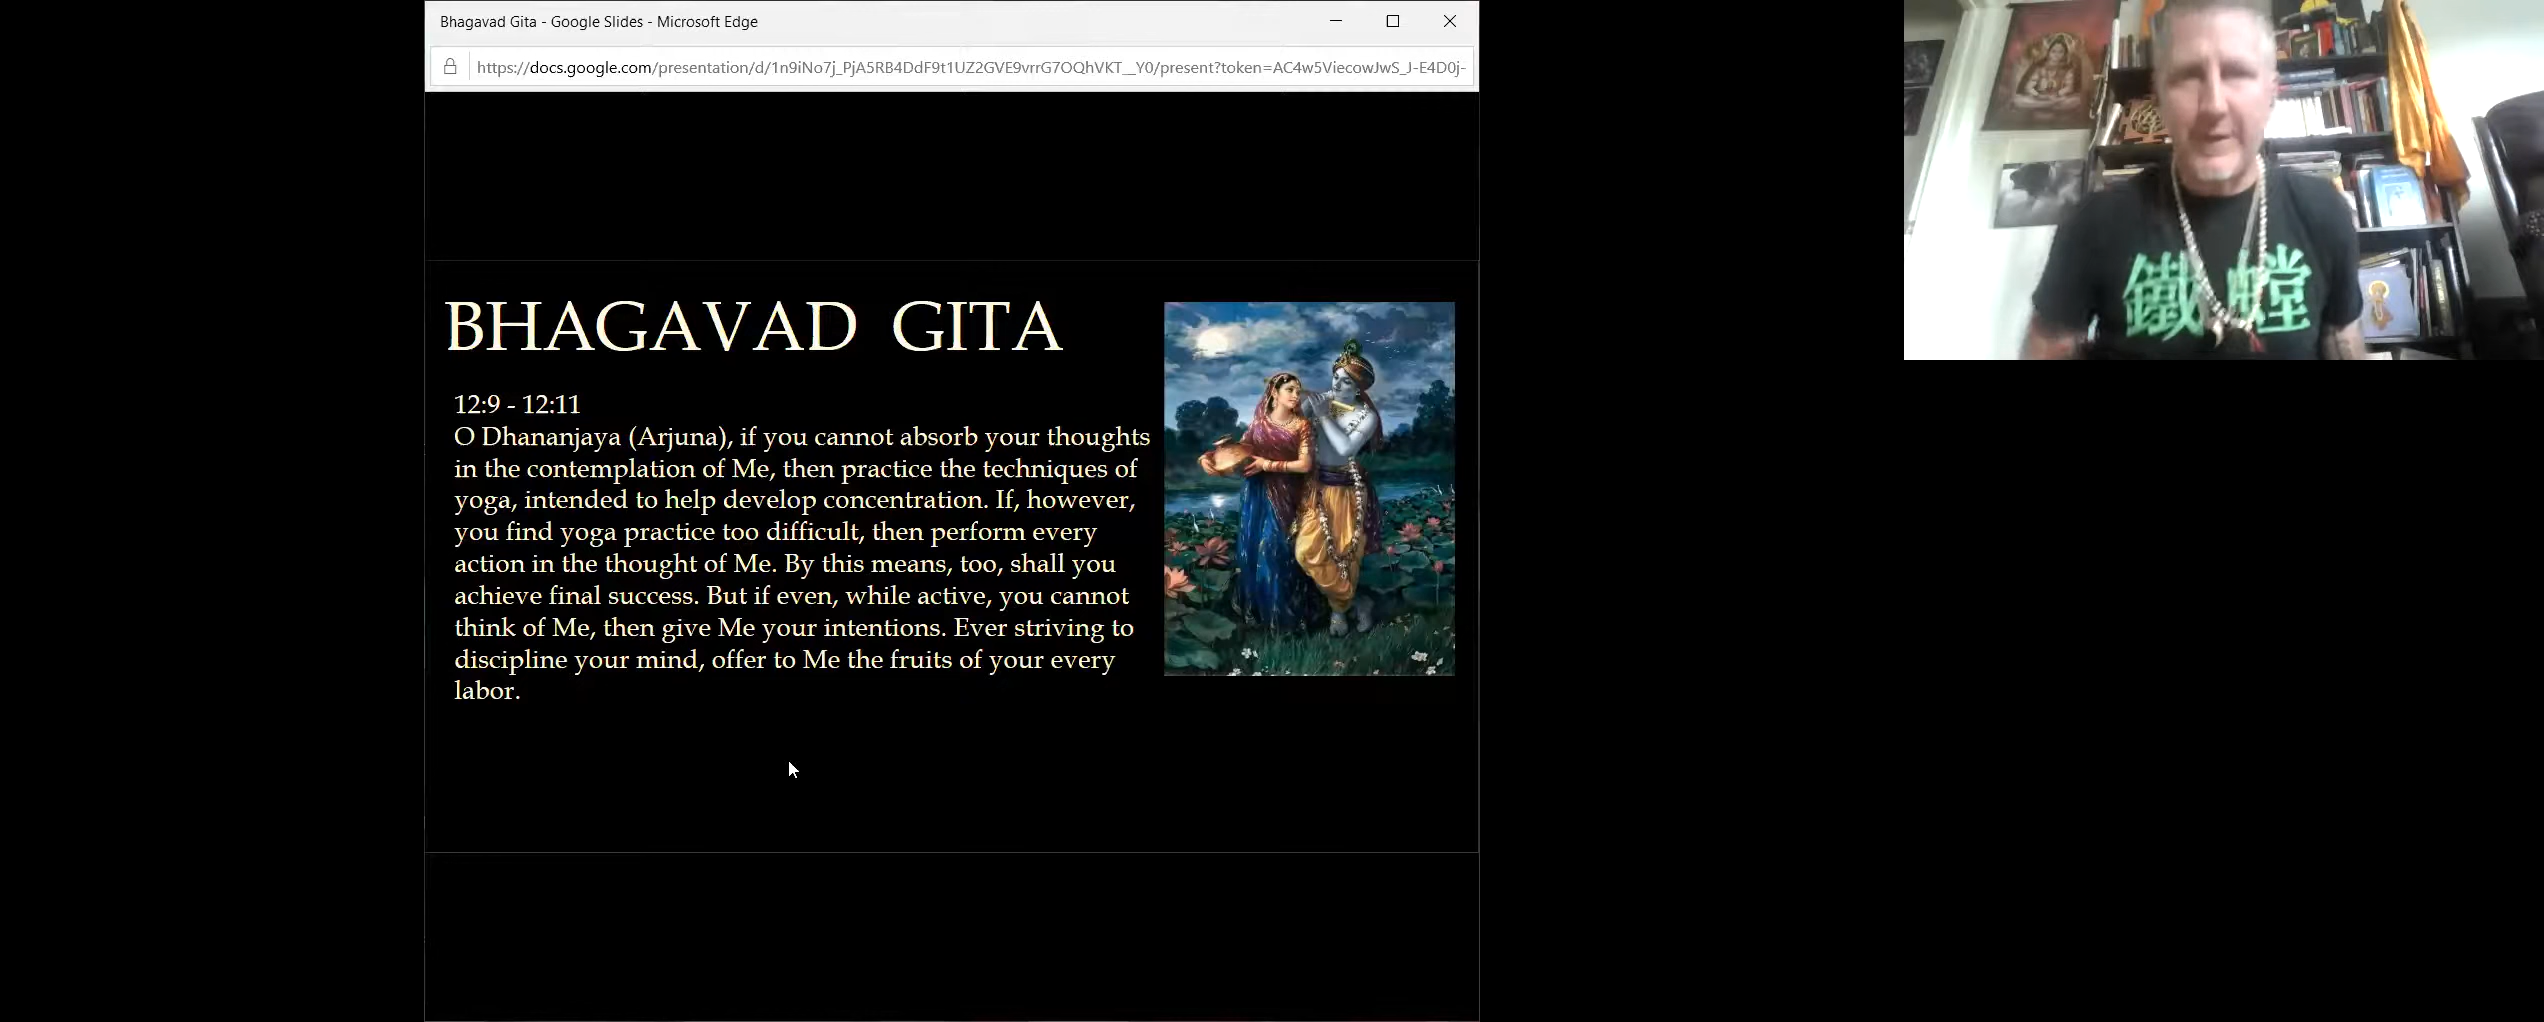 Bhagavad Gita - Google Slides - Microsoft Edge
https://docs.google.com/presentation/d/1n9iNo7j_PjA5RB4DdF9t1UZ2GVE9vrrG7OQhVKT__Y0/present?token=AC4w5ViecowJwS_J-E4D0j-
BHAGAVAD GITA
12:9 - 12:11
O Dhananjaya (Arjuna), if you cannot absorb your thoughts
in the contemplation of Me, then practice the techniques of
yoga, intended to help develop concentration. If, however,
you find yoga practice too difficult, then perform every
action in the thought of Me. By this means, too, shall you
achieve final success. But if even, while active, you cannot
think of Me, then give Me your intentions. Ever striving to
discipline your mind, offer to Me the fruits of your every
labor.
鐵 螳